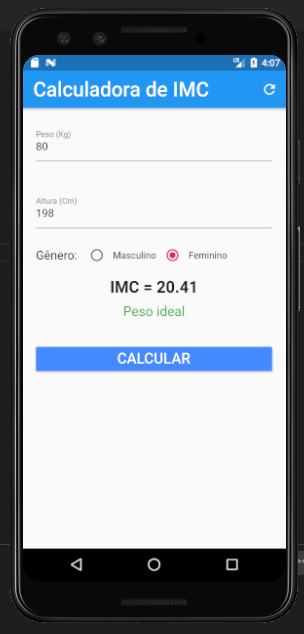 4:07
Calculadora de IMC
Peso (Kg)
80
Altura (Cm)
198
Gênero: Masculino Feminino
IMC = 20.41
Peso ideal
CALCULAR